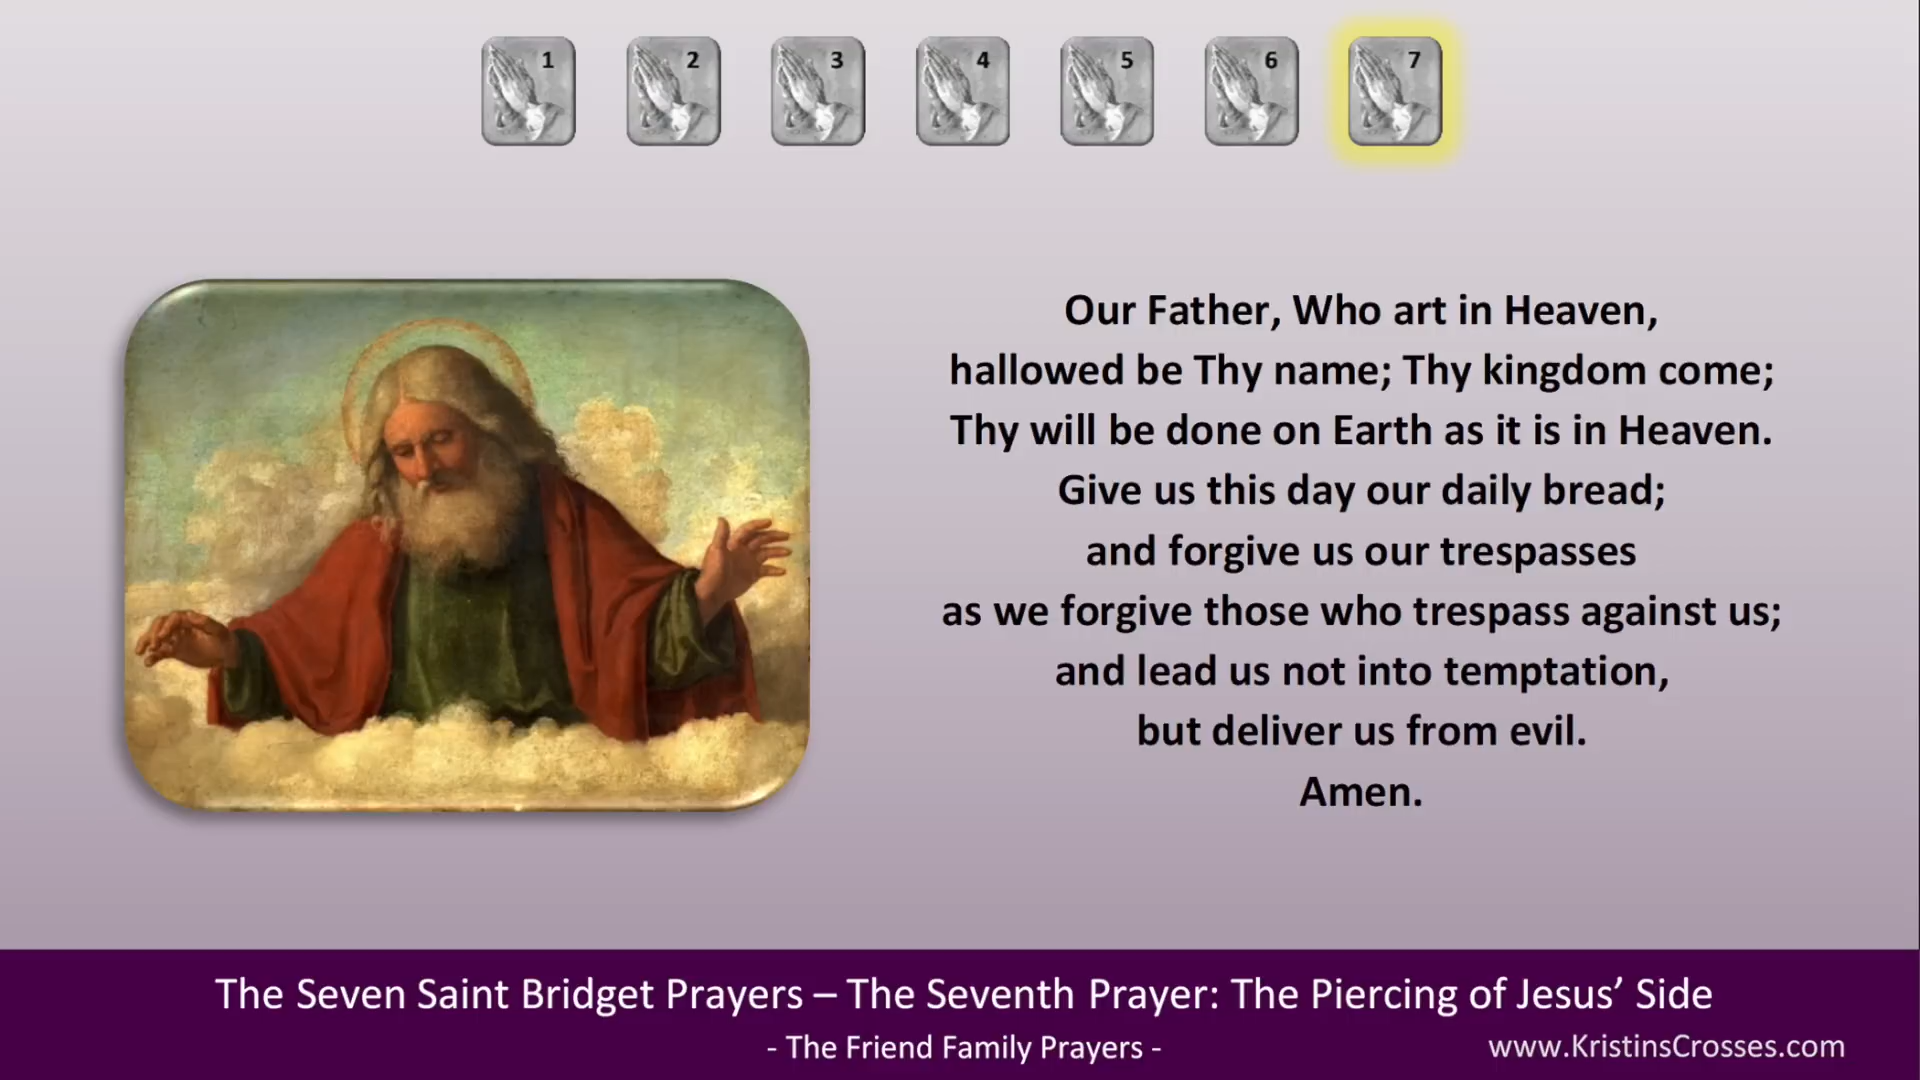 1 2 3 4 5 6 7
Our Father, Who art in Heaven,
hallowed be Thy name; Thy kingdom come;
Thy will be done on Earth as it is in Heaven.
Give us this day our daily bread;
and forgive us our trespasses
as we forgive those who trespass against us;
and lead us not into temptation,
but deliver us from evil.
Amen.
The Seven Saint Bridget Prayers – The Seventh Prayer: The Piercing of Jesus’ Side
- The Friend Family Prayers -
www.KristinsCrosses.com